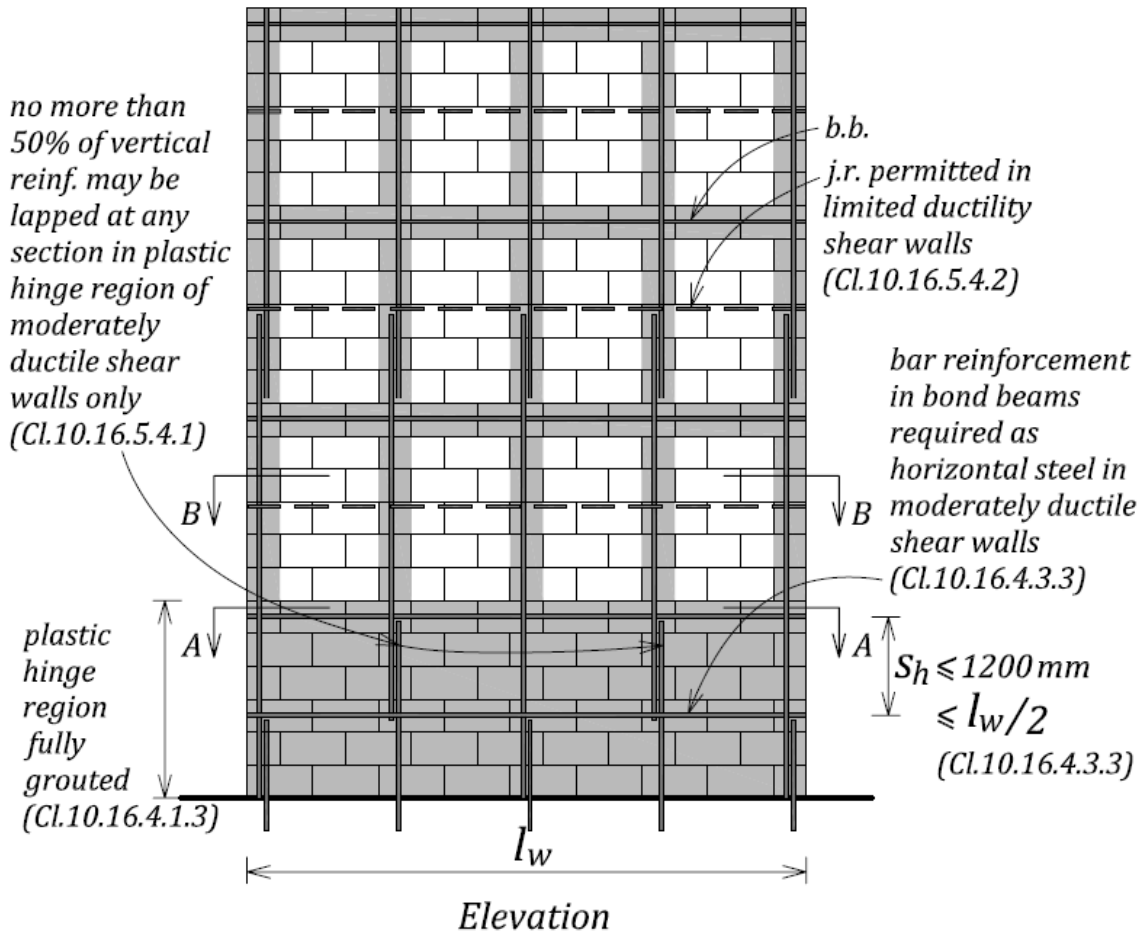 no more than
50% of vertical
reinf. may be
lapped at any
section in plastic
hinge region of
moderately
ductile shear
walls only
(Cl.10.16.5.4.1)
b.b.
j.r. permitted in
limited ductility
shear walls
(Cl.10.16.5.4.2)
bar reinforcement
in bond beams
required as
horizontal steel in
moderately ductile
shear walls
(Cl.10.16.4.3.3)
B
B
A
A
plastic
hinge
region
fully
grouted
(Cl.10.16.4.1.3)
sh ≤ 1200 mm
≤ lw/2
(Cl.10.16.4.3.3)
lw
Elevation